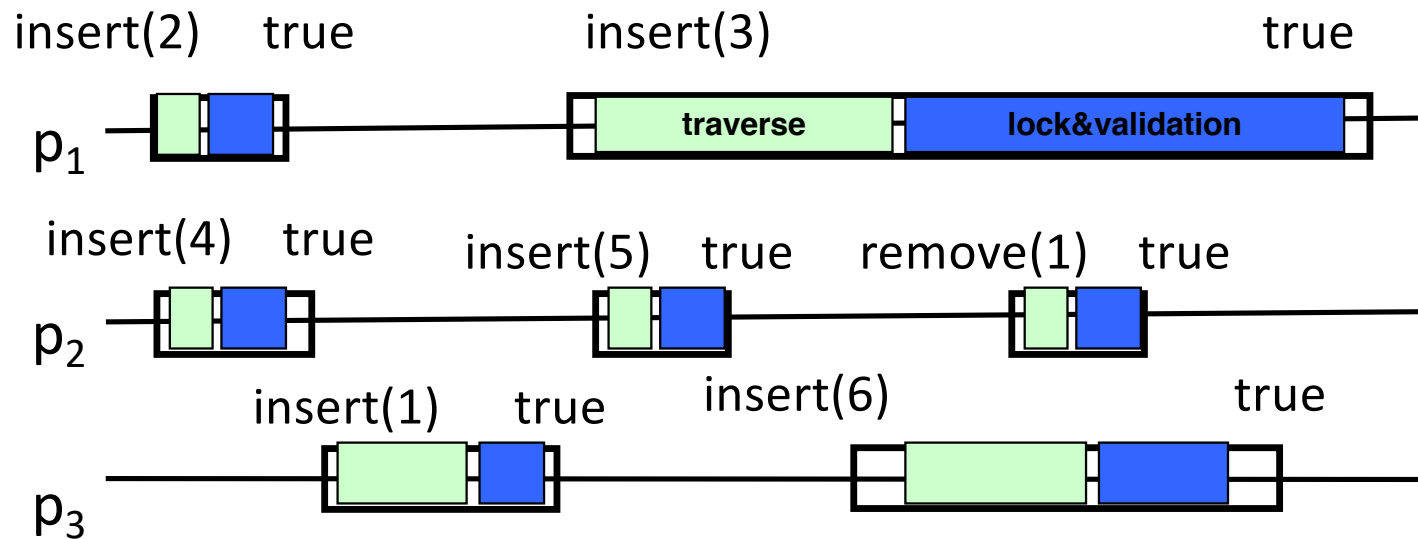 insert(2) true insert(3) true
p1 traverse lock&validation
insert(4) true insert(5) true remove(1) true
p2
insert(1) true insert(6) true
p3